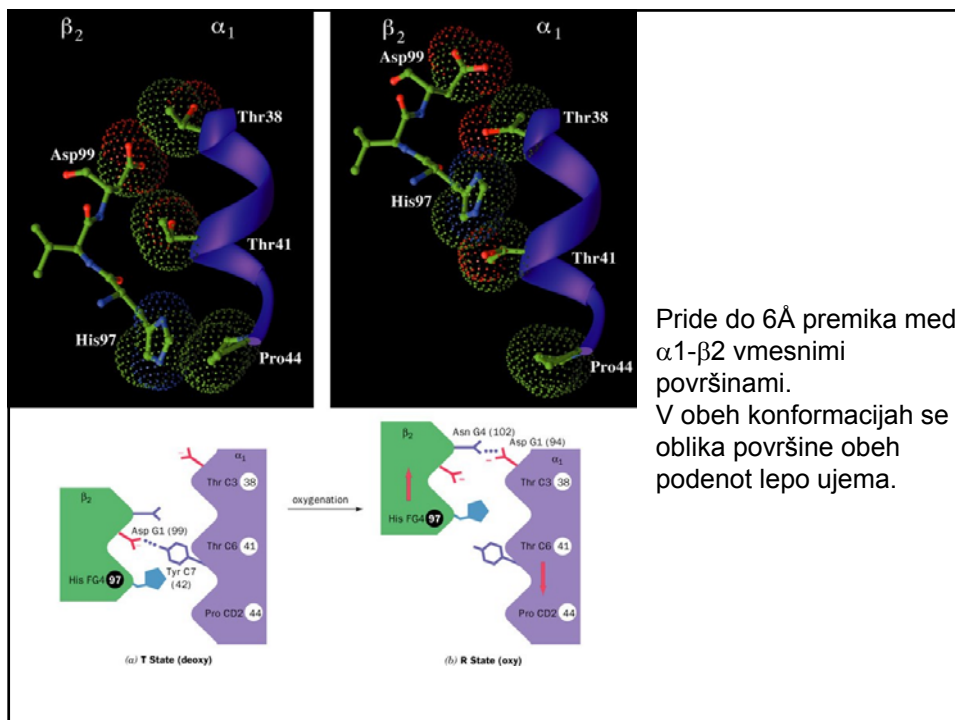 β2
α1
Asp99
Thr38
Thr41
His97
Pro44
β2
α1
Asp99
Thr38
His97
Thr41
Pro44
Pride do 6Å premika med
α1-β2 vmesnimi
površinami.
V obeh konformacijah se
oblika površine obeh
podenot lepo ujema.
α1
Thr C3 38
β2
Asp G1 (99)
Thr C6 41
His FG4 97
Tyr C7
(42)
Pro CD2 44
(a) T State (deoxy)
oxygenation
Asn G4 (102)
β2
Asp G1 (94)
α1
Thr C3 38
His FG4 97
Thr C6 41
Pro CD2 44
(b) R State (oxy)